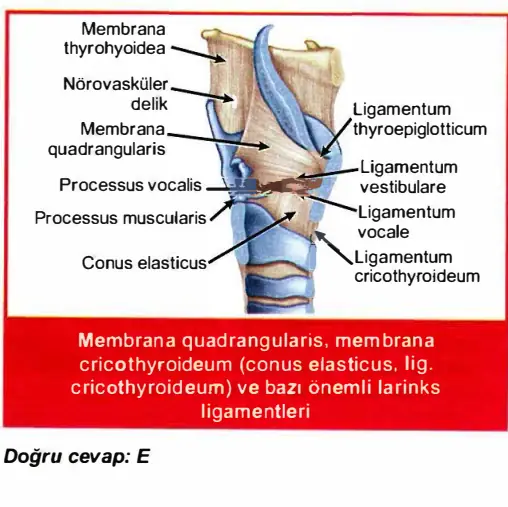 Membrana
thyrohyoidea
Nörovasküler
delik
Membrana
quadrangularis
Processus vocalis
Processus muscularis
Conus elasticus
Ligamentum
thyroepiglotticum
Ligamentum
vestibulare
Ligamentum
vocale
Ligamentum
cricothyroideum
Membrana quadrangularis, membrana
cricothyroideum (conus elasticus, lig.
cricothyroideum) ve bazı önemli larinks
ligamentleri
Doğru cevap: E